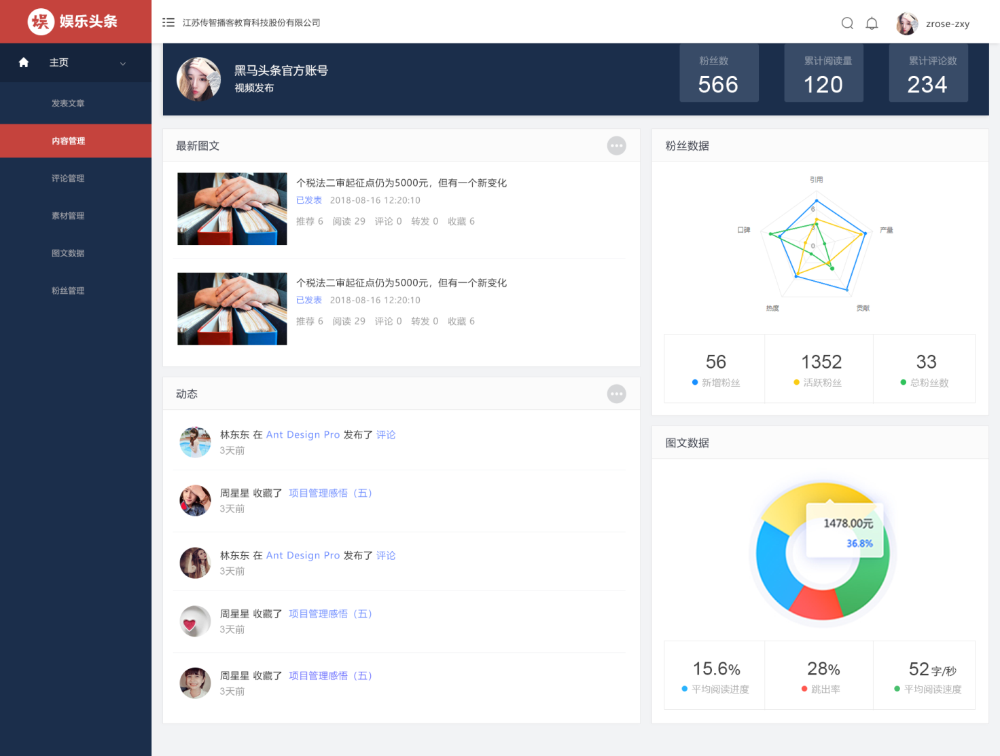 娱 娱乐头条
江苏传智播客教育科技股份有限公司
zrose-zxy
主页
发表文章
内容管理
评论管理
素材管理
图文数据
粉丝管理
黑马头条官方账号
视频发布
粉丝数
566
累计阅读量
120
累计评论数
234
最新图文
个税法二审起征点仍为5000元，但有一个新变化
已发表 2018-08-16 12:20:10
推荐 6 阅读 29 评论 0 转发 0 收藏 6
个税法二审起征点仍为5000元，但有一个新变化
已发表 2018-08-16 12:20:10
推荐 6 阅读 29 评论 0 转发 0 收藏 6
动态
林东东 在 Ant Design Pro 发布了 评论
3天前
周星星 收藏了 项目管理感悟（五）
3天前
林东东 在 Ant Design Pro 发布了 评论
3天前
周星星 收藏了 项目管理感悟（五）
3天前
周星星 收藏了 项目管理感悟（五）
3天前
粉丝数据
引用
6
口碑
3
产量
0
热度
贡献
56
新增粉丝
1352
活跃粉丝
33
总粉丝数
图文数据
1478.00元
36.8%
15.6%
平均阅读进度
28%
跳出率
52字/秒
平均阅读速度